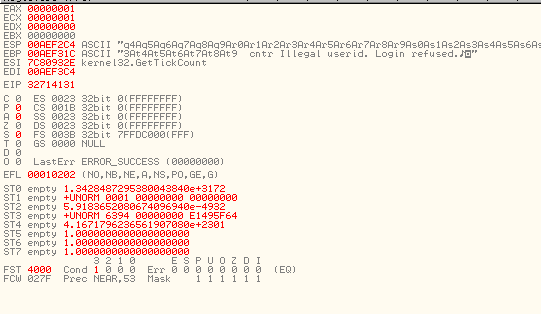 EAX 00000001
ECX 00000001
EDX 00000000
EBX 00000000
ESP 00AEF2C4 ASCII "q4Aq5Aq6Aq7Aq8Aq9Ar0Ar1Ar2Ar3Ar4Ar5Ar6Ar7Ar8Ar9As0As1As2As3As4As5As6As
EBP 00AEF31C ASCII "3At4At5At6At7At8At9 cntr Illegal userid. Login refused.♪◙"
ESI 7C80932E kernel32.GetTickCount
EDI 00AEF3C4
EIP 32714131
C 0 ES 0023 32bit 0(FFFFFFFF)
P 0 CS 001B 32bit 0(FFFFFFFF)
A 0 SS 0023 32bit 0(FFFFFFFF)
Z 0 DS 0023 32bit 0(FFFFFFFF)
S 0 FS 003B 32bit 7FFDC000(FFF)
T 0 GS 0000 NULL
D 0
O 0 LastErr ERROR_SUCCESS (00000000)
EFL 00010202 (NO,NB,NE,A,NS,PO,GE,G)
ST0 empty 1.3428487295380043840e+3172
ST1 empty +UNORM 0001 00000000 00000000
ST2 empty 5.9183652080674096940e-4932
ST3 empty +UNORM 6394 00000000 E1495F64
ST4 empty 4.1671796236561907080e+2301
ST5 empty 1.0000000000000000000
ST6 empty 1.0000000000000000000
ST7 empty 1.0000000000000000000
3 2 1 0 E S P U O Z D I
FST 4000 Cond 1 0 0 0 Err 0 0 0 0 0 0 0 0 (EQ)
FCW 027F Prec NEAR,53 Mask 1 1 1 1 1 1